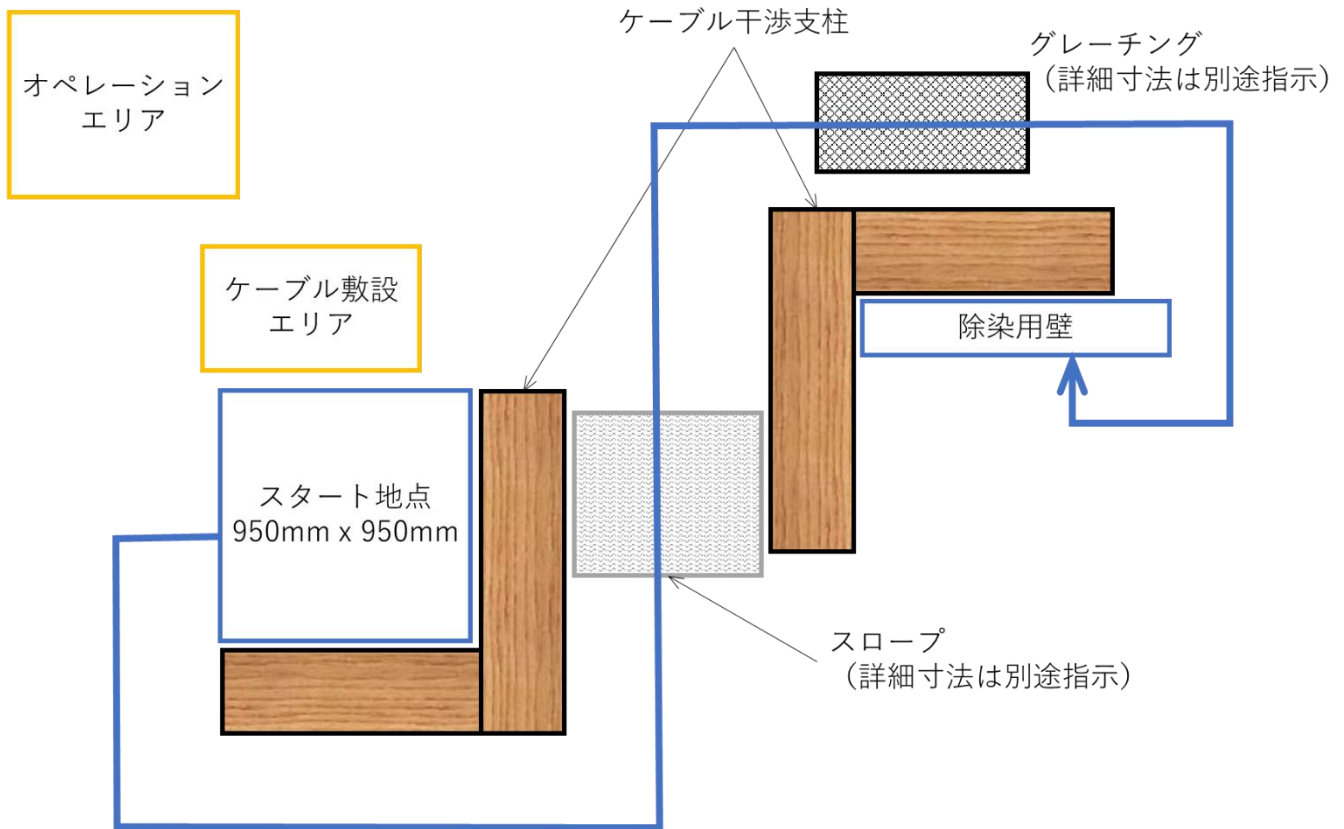 ケーブル干渉支柱
グレーチング
（詳細寸法は別途指示）
オペレーション
エリア
ケーブル敷設
エリア
除染用壁
スタート地点
950mm x 950mm
スロープ
（詳細寸法は別途指示）